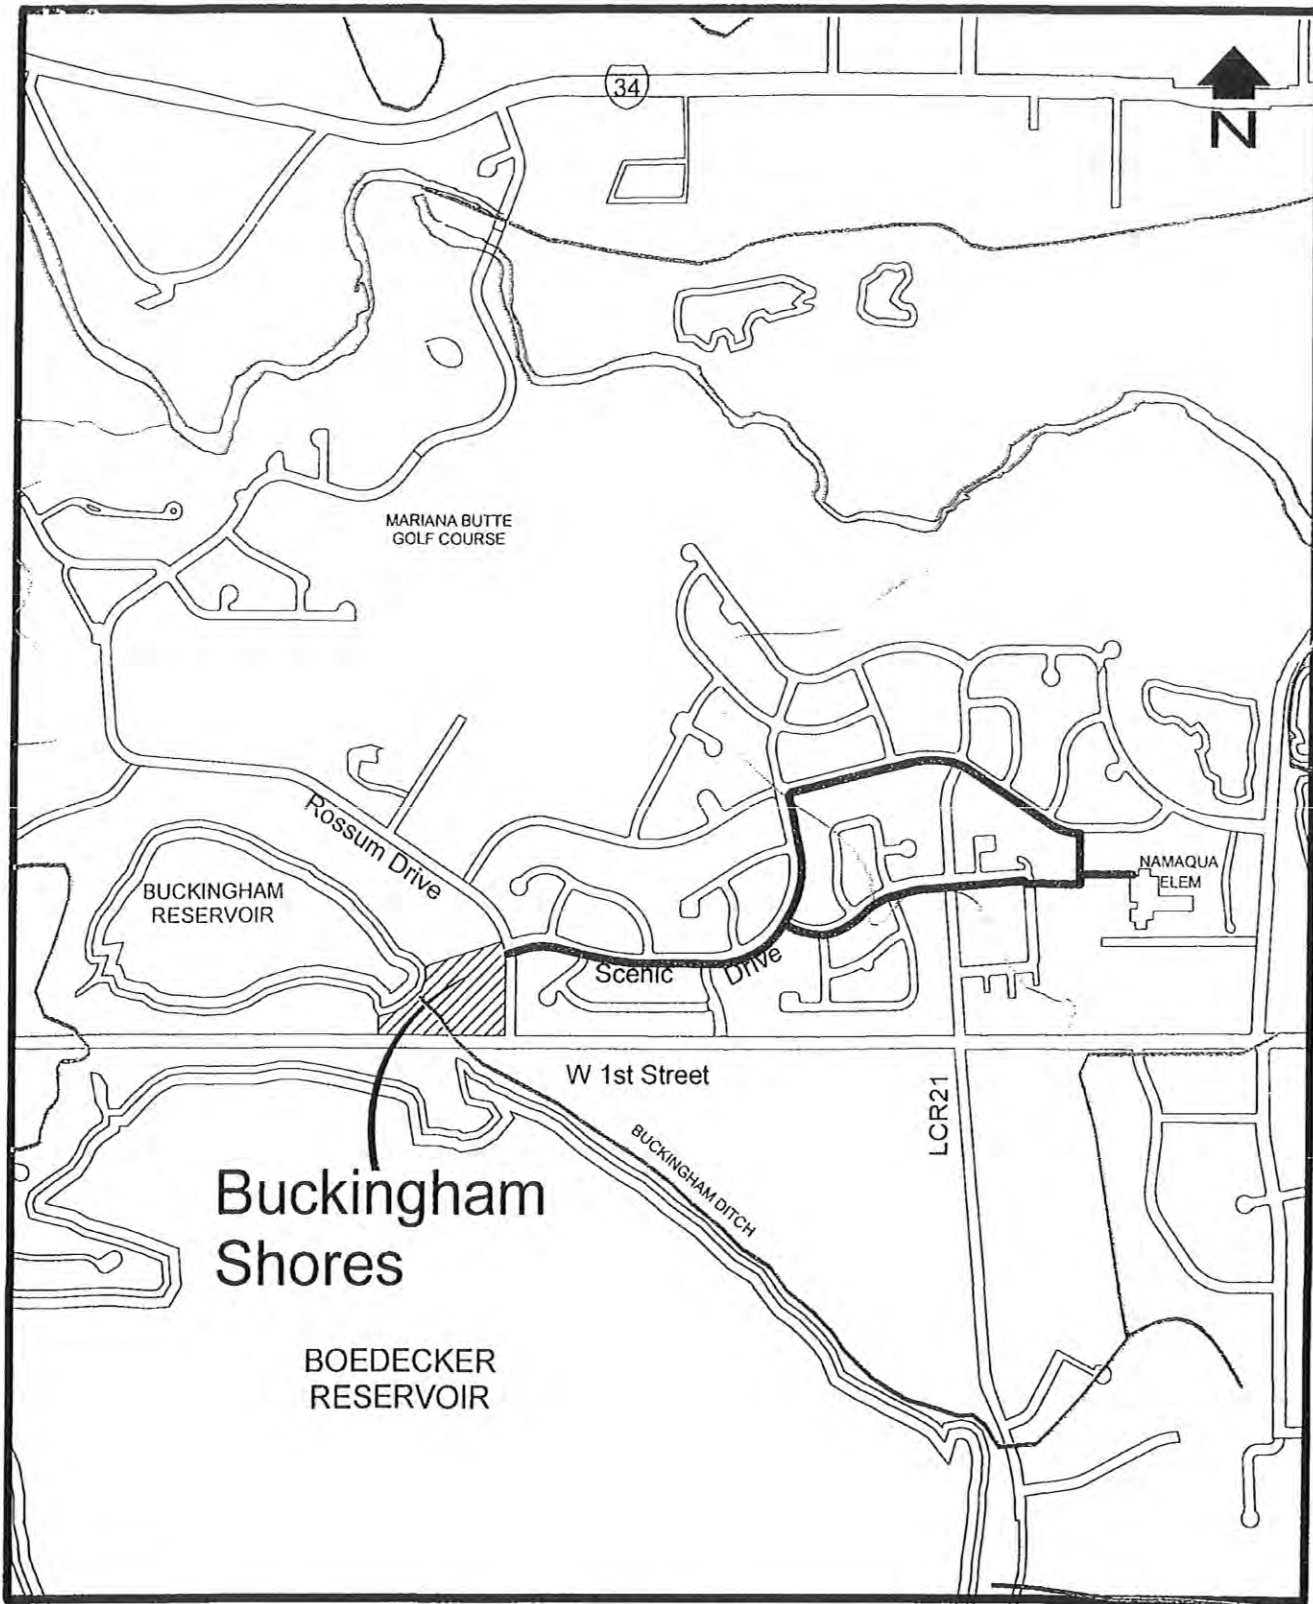 34
N
MARIANA BUTTE
GOLF COURSE
Rossum Drive
NAMAQUA
ELEM
BUCKINGHAM
RESERVOIR
Scenic Drive
W 1st Street
LCR21
BUCKINGHAM DITCH
Buckingham
Shores
BOEDECKER
RESERVOIR